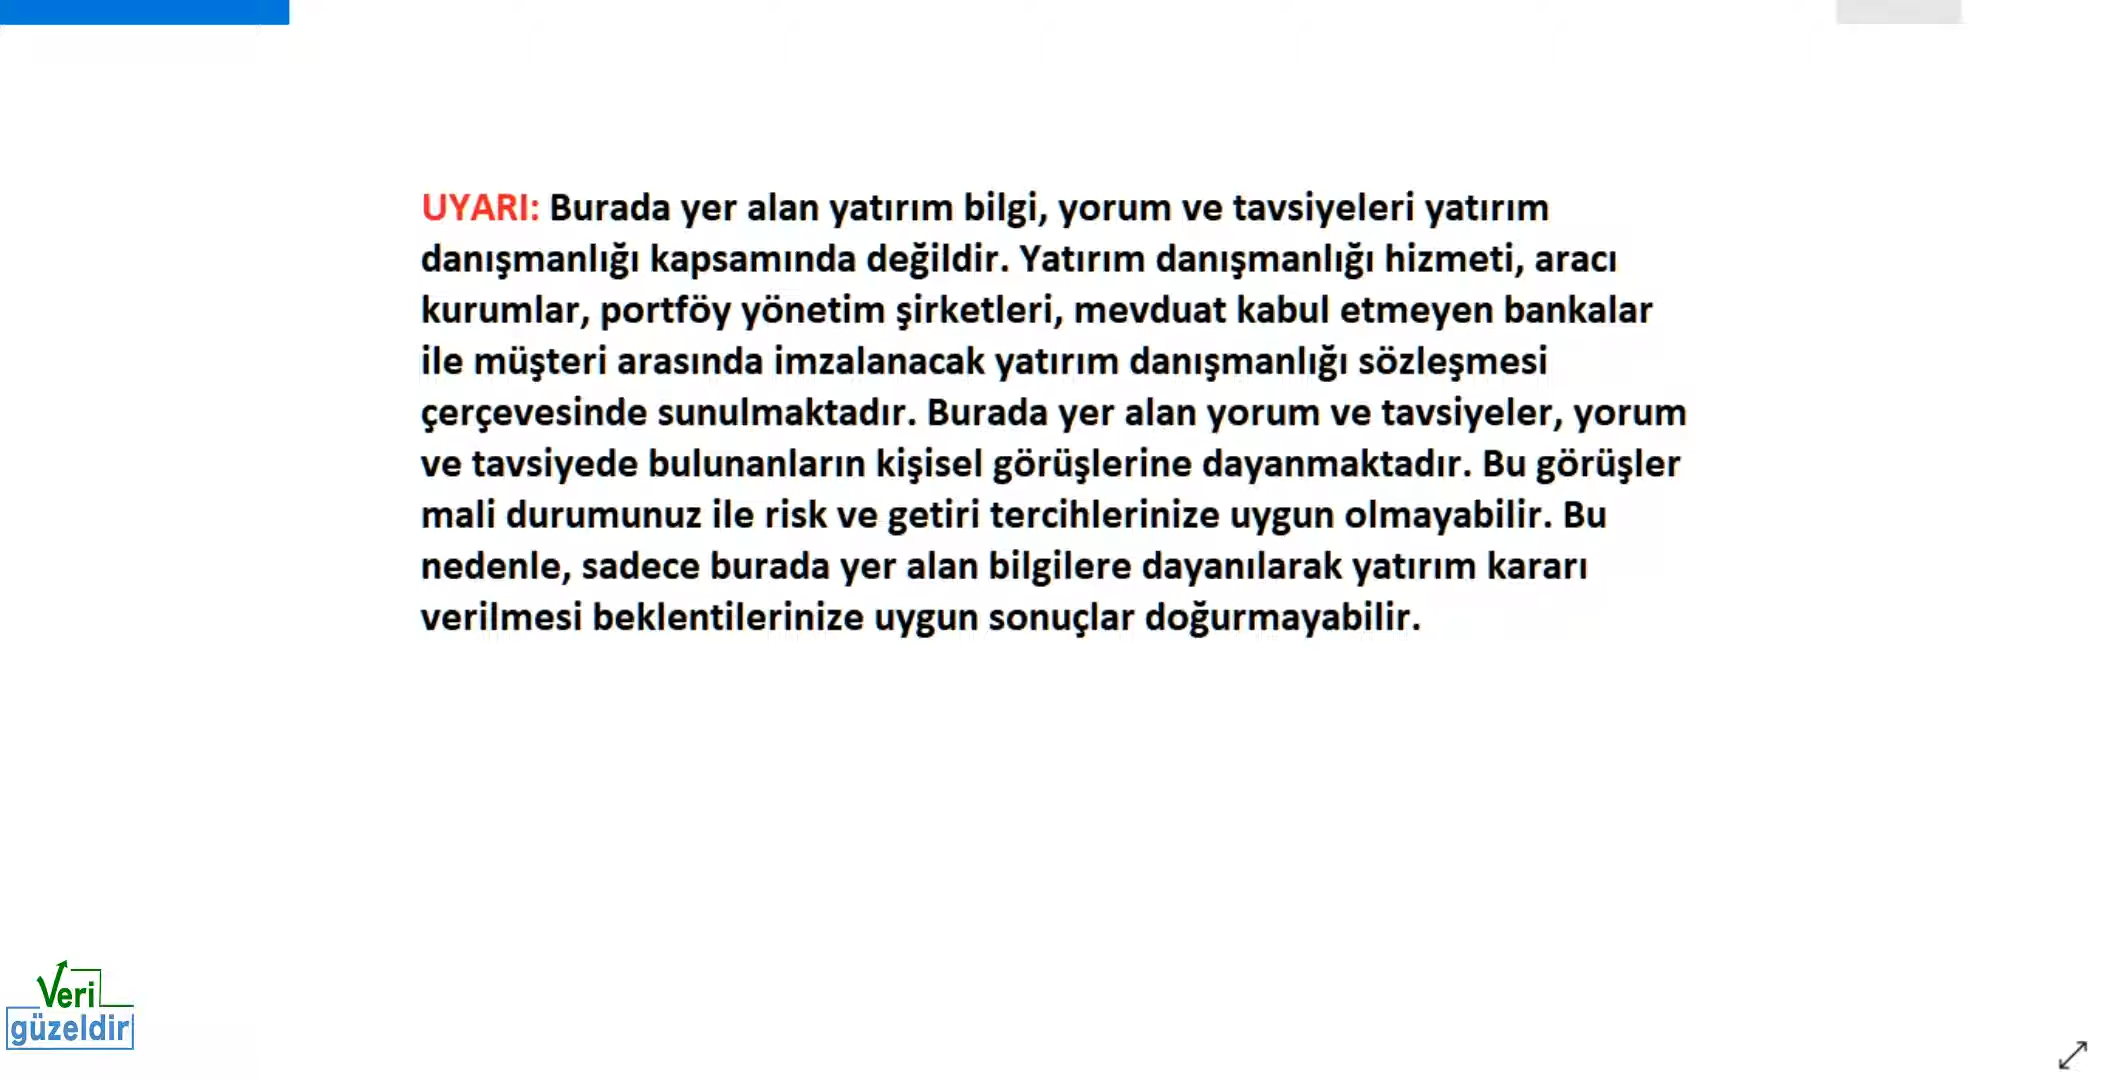 UYARI: Burada yer alan yatırım bilgi, yorum ve tavsiyeleri yatırım
danışmanlığı kapsamında değildir. Yatırım danışmanlığı hizmeti, aracı
kurumlar, portföy yönetim şirketleri, mevduat kabul etmeyen bankalar
ile müşteri arasında imzalanacak yatırım danışmanlığı sözleşmesi
çerçevesinde sunulmaktadır. Burada yer alan yorum ve tavsiyeler, yorum
ve tavsiyede bulunanların kişisel görüşlerine dayanmaktadır. Bu görüşler
mali durumunuz ile risk ve getiri tercihlerinize uygun olmayabilir. Bu
nedenle, sadece burada yer alan bilgilere dayanılarak yatırım kararı
verilmesi beklentilerinize uygun sonuçlar doğurmayabilir.
Veri
güzeldir